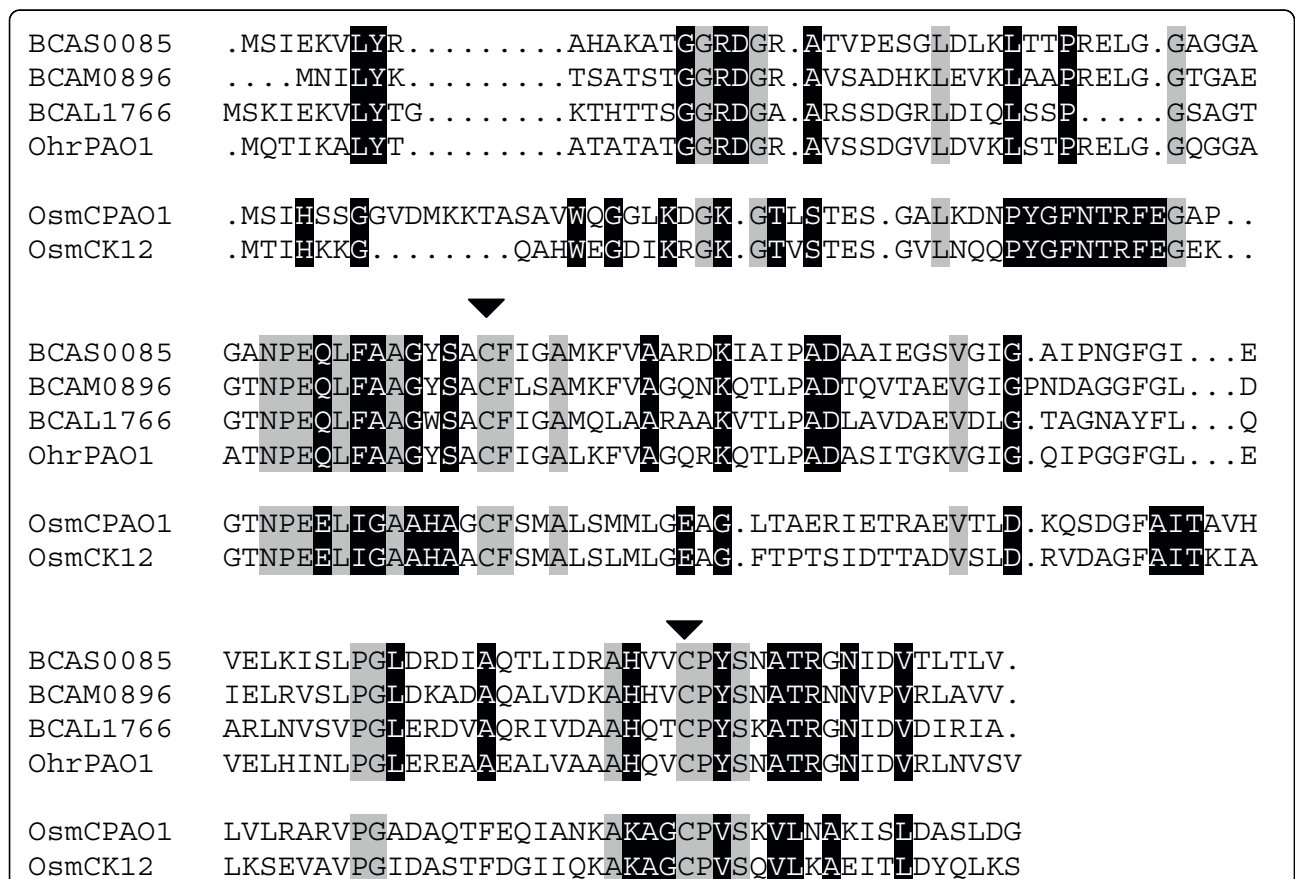 BCAS0085 .MSIEKVLYR.........AHAKATGGRDGR.ATVPESGLDLKLTTPRELG.GAGGA
BCAM0896 ....MNILYK.........TSATSTGGRDGR.AVSADHKLEVKLAAPRELG.GTGAE
BCAL1766 MSKIEKVLYTG........KTHTTSGGRDGA.ARSSDGRLDIQLSSP.....GSAGT
OhrPAO1 .MQTIKALYT.........ATATATGGRDGR.AVSSDGVLDVKLSTPRELG.GQGGA
OsmCPAO1 .MSIHSSGGVDMKKTASAVWQGGLKDGK.GTLSTES.GALKDNPYGFNTRFEGAP..
OsmCK12 .MTIHKKG........QAHWEGDIKRGK.GTVSTES.GVLNQQPYGFNTRFEGEK..
BCAS0085 GANPEQLFAAGYSACFIGAMKFVAARDKIAIPADAAIEGSVGIG.AIPNGFGI...E
BCAM0896 GTNPEQLFAAGYSACFLSAMKFVAGQNKQTLPADTQVTAEVGIGPNDAGGFGL...D
BCAL1766 GTNPEQLFAAGWSACFIGAMQLAARAAKVTLPADLAVDAEVDLG.TAGNAYFL...Q
OhrPAO1 ATNPEQLFAAGYSACFIGALKFVAGQRKQTLPADASITGKVGIG.QIPGGFGL...E
OsmCPAO1 GTNPEELIGAAHAGCFSMALSMMLGEAG.LTAERIETRAEVTLD.KQSDGFAITAVH
OsmCK12 GTNPEELIGAAHAACFSMALSLMLGEAG.FTPTSIDTTADVSLD.RVDAGFAITKIA
BCAS0085 VELKISLPGLDRDIAQTLIDRAHVVCPYSNATRGNIDVTLTLV.
BCAM0896 IELRVSLPGLDKADAQALVDKAHHVCPYSNATRNNVPVRLAVV.
BCAL1766 ARLNVSVPGLERDVAQRIVDAAHQTCPYSKATRGNIDVDIRIA.
OhrPAO1 VELHINLPGLEREAAEALVAAAHQVCPYSNATRGNIDVRLNVSV
OsmCPAO1 LVLRARVPGADAQTFEQIANKAKAGCPVSKVLNAKISLDASLDG
OsmCK12 LKSEVAVPGIDASTFDGIIQKAKAGCPVSQVLKAEITLDYQLKS